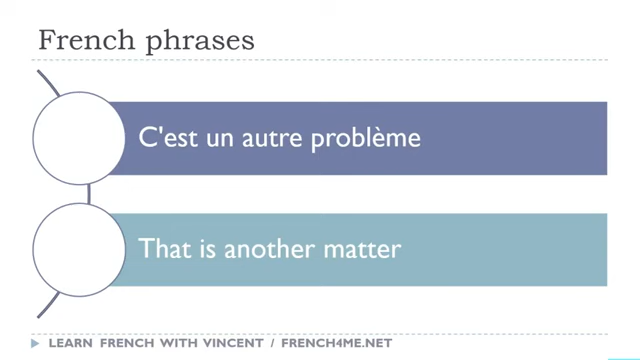 French phrases
C'est un autre problème
That is another matter
LEARN FRENCH WITH VINCENT / FRENCH4ME.NET